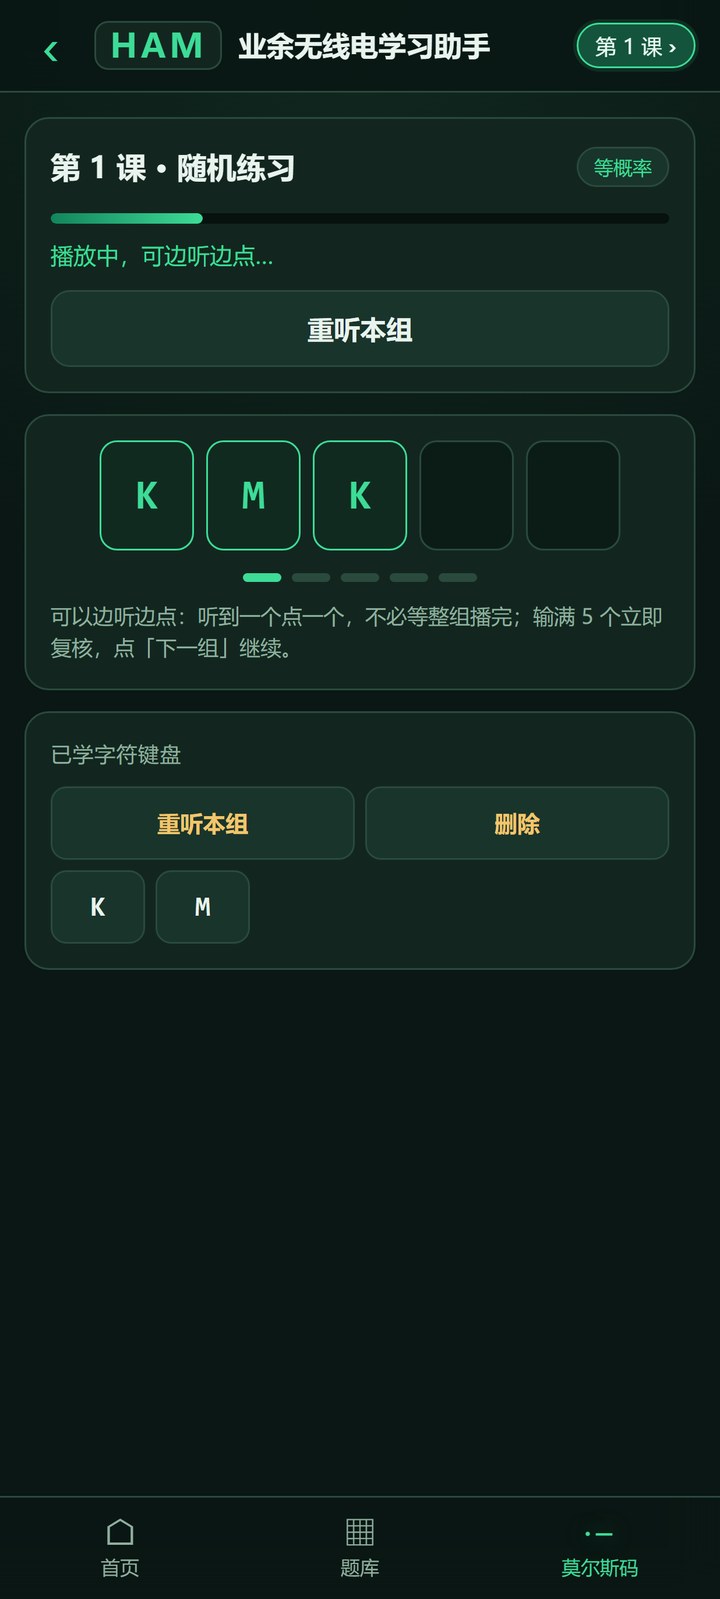 ‹ HAM 业余无线电学习助手 第 1 课 ›
第 1 课 • 随机练习 等概率
播放中，可边听边点...
重听本组
K M K
可以边听边点：听到一个点一个，不必等整组播完；输满 5 个立即
复核，点「下一组」继续。
已学字符键盘
重听本组 删除
K M
首页 题库 莫尔斯码